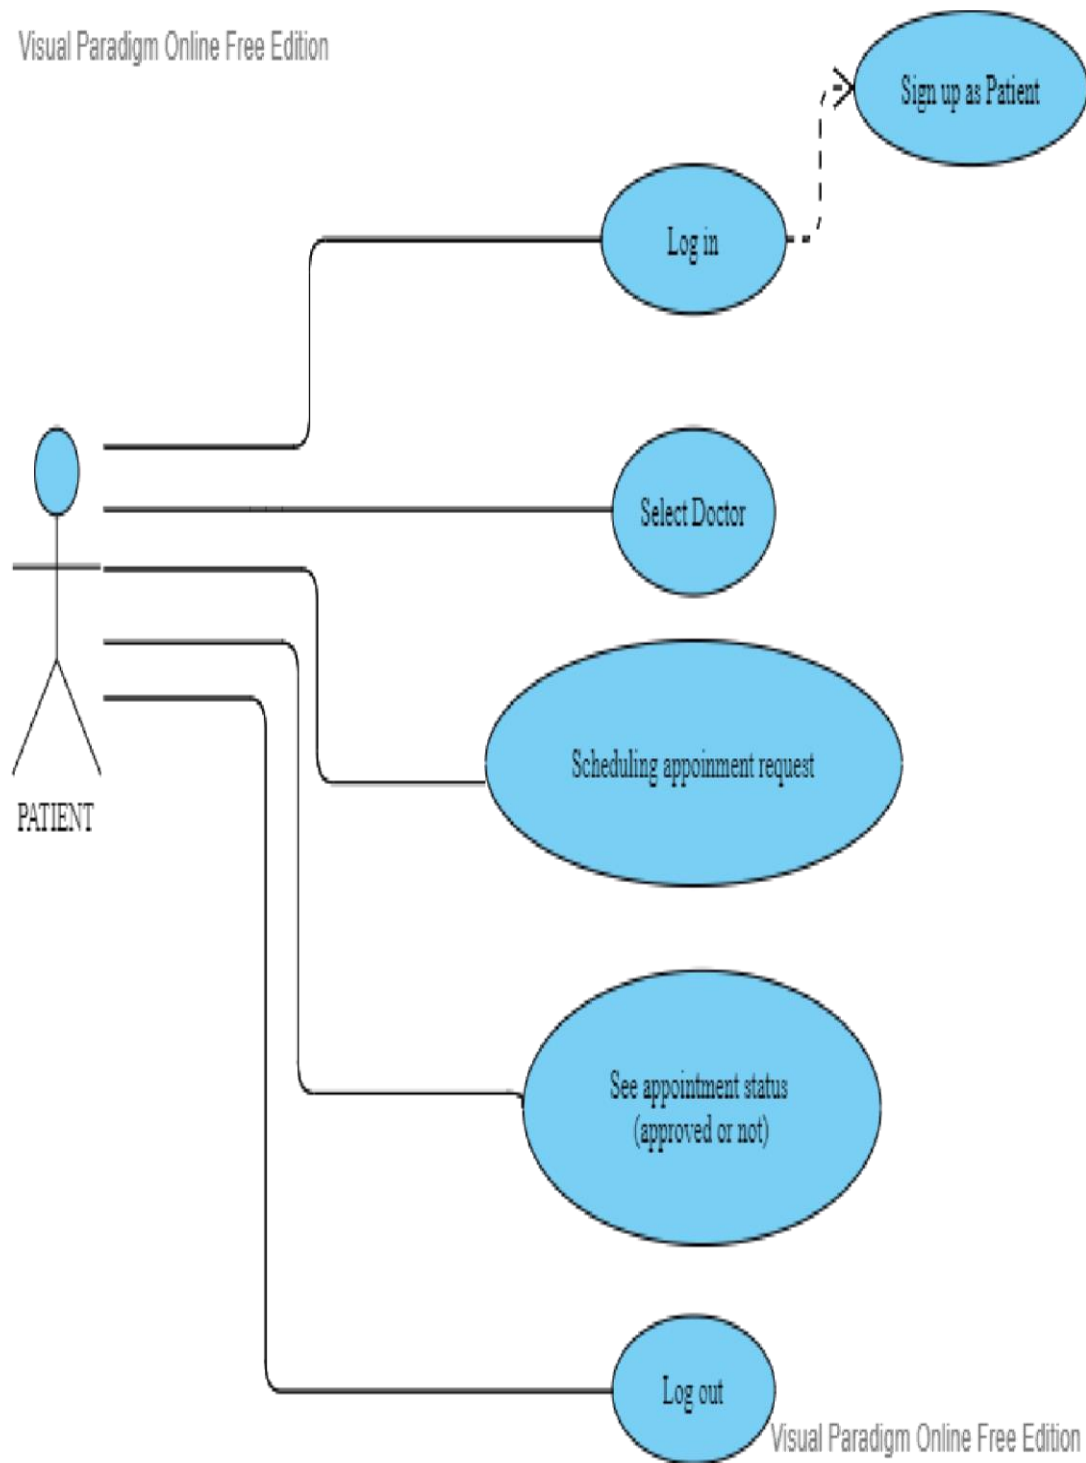 Visual Paradigm Online Free Edition
Sign up as Patient
Log in
Select Doctor
Scheduling appoinment request
PATIENT
See appointment status
(approved or not)
Log out
Visual Paradigm Online Free Edition